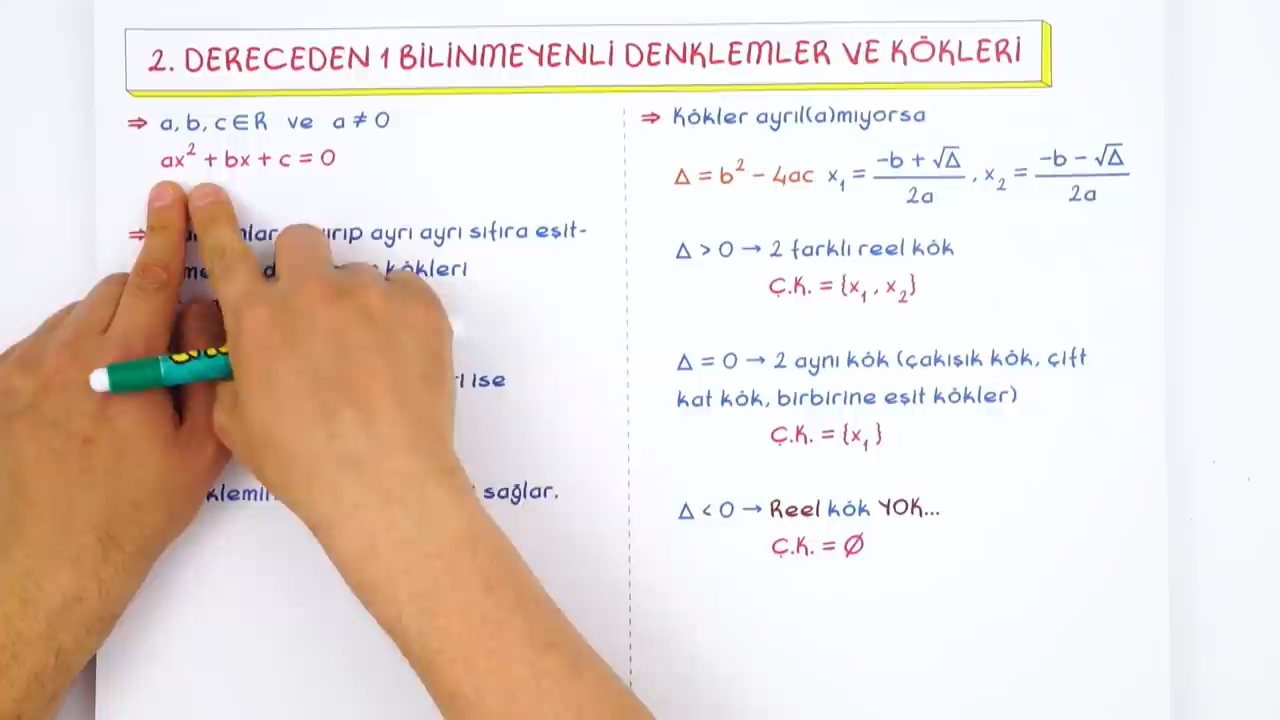 2. DERECEDEN 1 BİLİNMEYENLİ DENKLEMLER VE KÖKLERİ
⇒ a, b, c ∈ R ve a ≠ 0
ax² + bx + c = 0
⇒ ayrı ayrı sıfıra eşit-
kökleri
ise
sağlar.
⇒ Kökler ayrıl(a)mıyorsa
Δ = b² - 4ac x₁ = (-b + √Δ)/2a , x₂ = (-b - √Δ)/2a
Δ > 0 → 2 farklı reel kök
Ç.K. = {x₁, x₂}
Δ = 0 → 2 aynı kök (çakışık kök, çift
kat kök, birbirine eşit kökler)
Ç.K. = {x₁}
Δ < 0 → Reel kök YOK...
Ç.K. = Ø